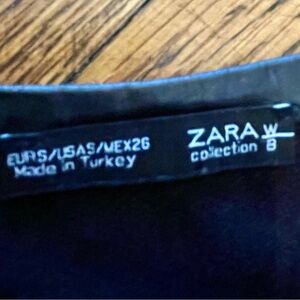 EUR S/USA S/MEX 26
Made in Turkey
ZARA W
collection B